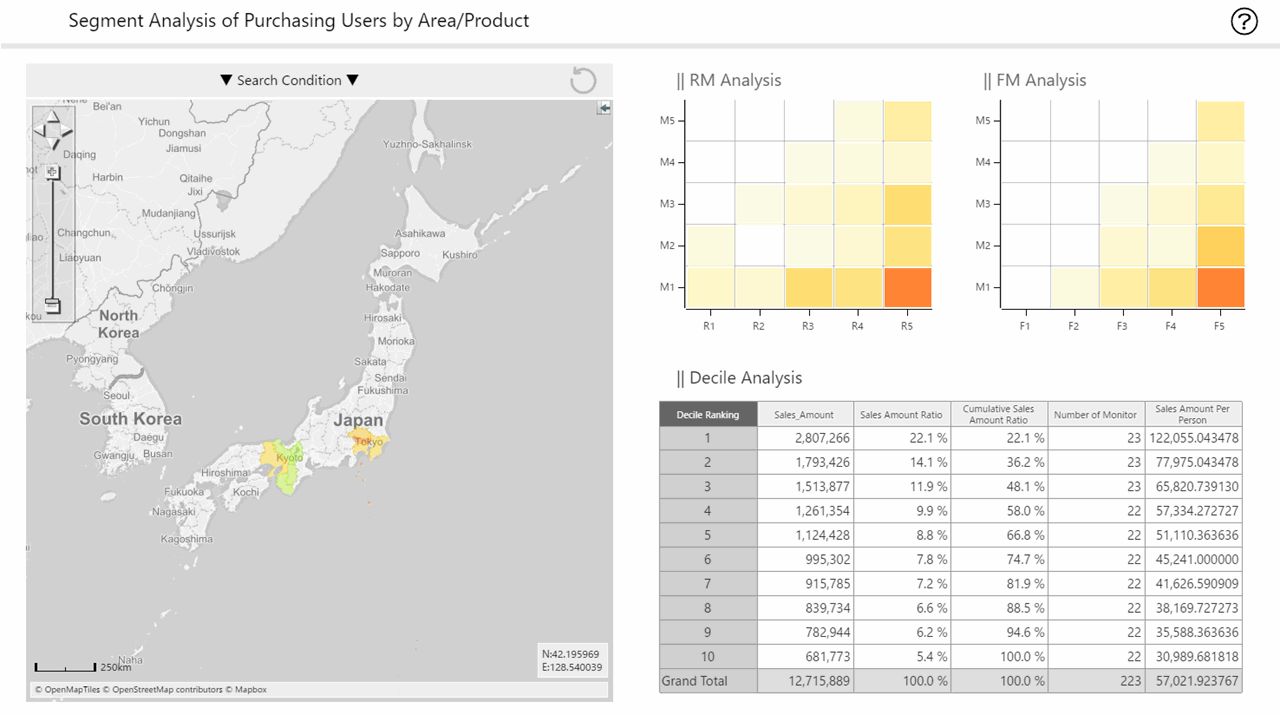 Segment Analysis of Purchasing Users by Area/Product
?
▼ Search Condition ▼
Bei'an
Yichun
Dongshan
Jiamusi
Daqing
Harbin
Qitaihe
Jixi
Mudanjiang
Changchun
Ussurijsk
Vladivostok
Liaoyuan
Chŏngjin
North
Korea
Pyongyang
Seoul
South Korea
Daegu
Gwangju
Busan
Yuzhno-Sakhalinsk
Asahikawa
Sapporo
Kushiro
Muroran
Hakodate
Hirosaki
Morioka
Sakata
Sendai
Fukushima
Japan
Tokyo
Kyoto
Hiroshima
Kochi
Fukuoka
Nagasaki
Kagoshima
Naha
250km
N:42.195969
E:128.540039
© OpenMapTiles © OpenStreetMap contributors © Mapbox
|| RM Analysis
M5
M4
M3
M2
M1
R1 R2 R3 R4 R5
|| FM Analysis
M5
M4
M3
M2
M1
F1 F2 F3 F4 F5
|| Decile Analysis
Decile Ranking Sales_Amount Sales Amount Ratio Cumulative Sales Amount Ratio Number of Monitor Sales Amount Per Person
1 2,807,266 22.1 % 22.1 % 23 122,055.043478
2 1,793,426 14.1 % 36.2 % 23 77,975.043478
3 1,513,877 11.9 % 48.1 % 23 65,820.739130
4 1,261,354 9.9 % 58.0 % 22 57,334.272727
5 1,124,428 8.8 % 66.8 % 22 51,110.363636
6 995,302 7.8 % 74.7 % 22 45,241.000000
7 915,785 7.2 % 81.9 % 22 41,626.590909
8 839,734 6.6 % 88.5 % 22 38,169.727273
9 782,944 6.2 % 94.6 % 22 35,588.363636
10 681,773 5.4 % 100.0 % 22 30,989.681818
Grand Total 12,715,889 100.0 % 100.0 % 223 57,021.923767